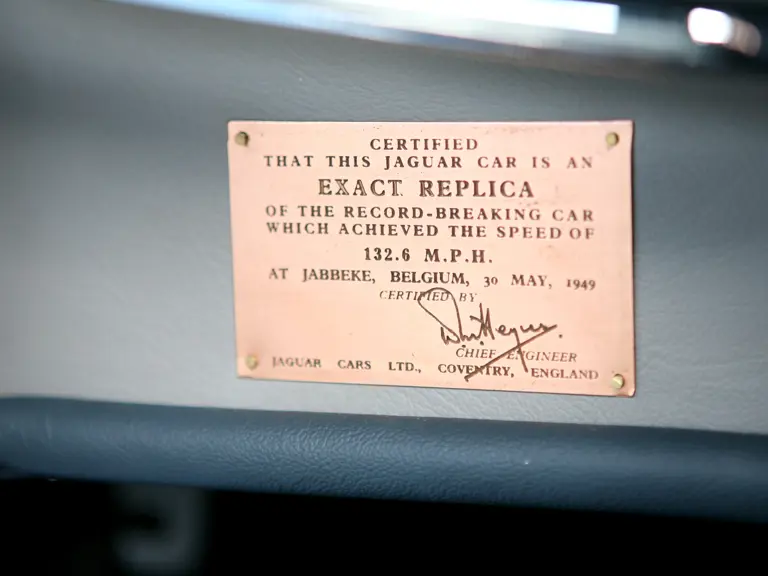 CERTIFIED
THAT THIS JAGUAR CAR IS AN
EXACT REPLICA
OF THE RECORD-BREAKING CAR
WHICH ACHIEVED THE SPEED OF
132.6 M.P.H.
AT JABBEKE, BELGIUM, 30 MAY, 1949
CERTIFIED BY
CHIEF ENGINEER
JAGUAR CARS LTD., COVENTRY, ENGLAND